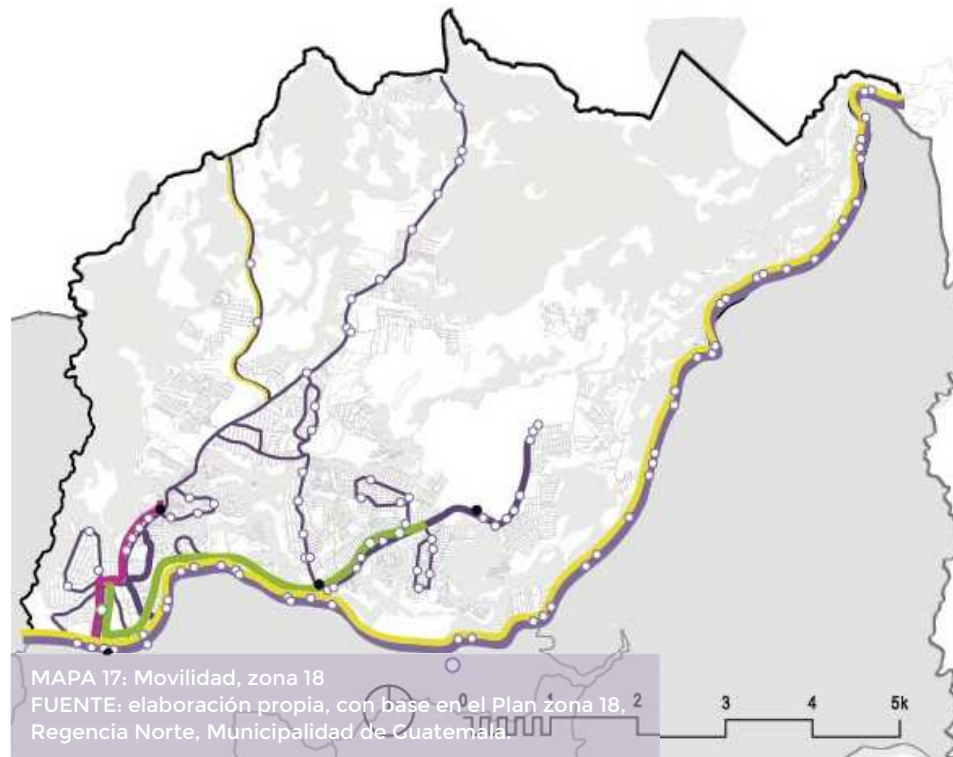 MAPA 17: Movilidad, zona 18
FUENTE: elaboración propia, con base en el Plan zona 18,
Regencia Norte, Municipalidad de Guatemala.
0 1 2 3 4 5k